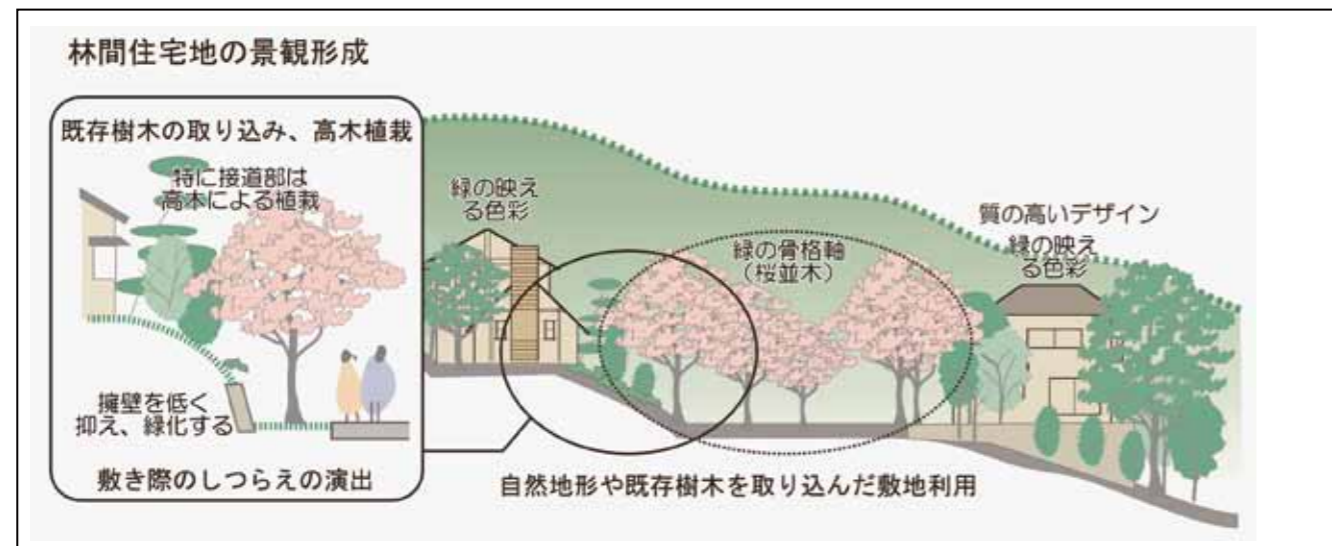 林間住宅地の景観形成
既存樹木の取り込み、高木植栽
特に接道部は
高木による植栽
擁壁を低く
抑え、緑化する
敷き際のしつらえの演出
緑の映え
る色彩
緑の骨格軸
（桜並木）
質の高いデザイン
緑の映え
る色彩
自然地形や既存樹木を取り込んだ敷地利用